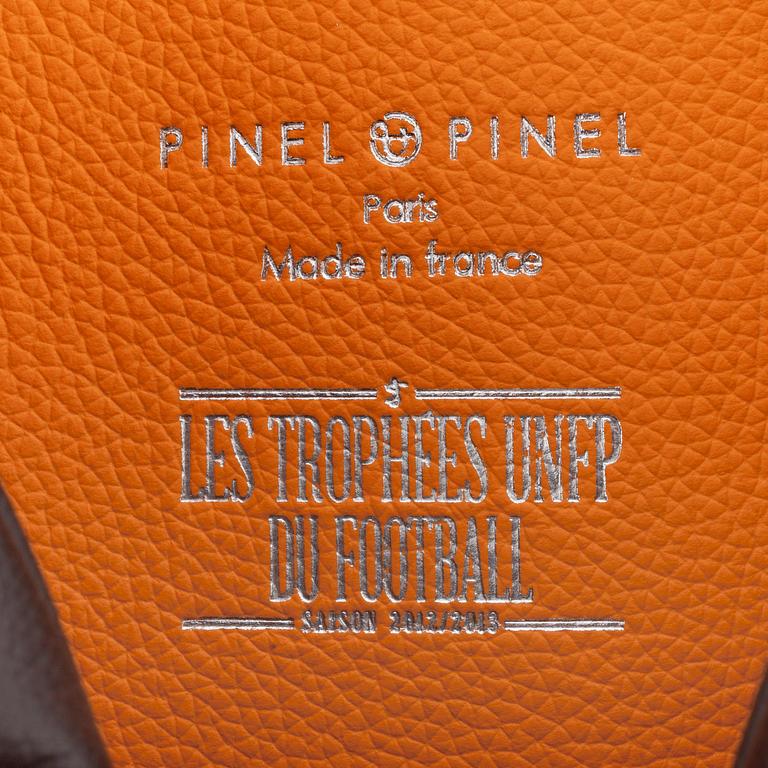 PINEL & PINEL
Paris
Made in france
LES TROPHÉES UNFP
DU FOOTBALL
SAISON 2012/2013